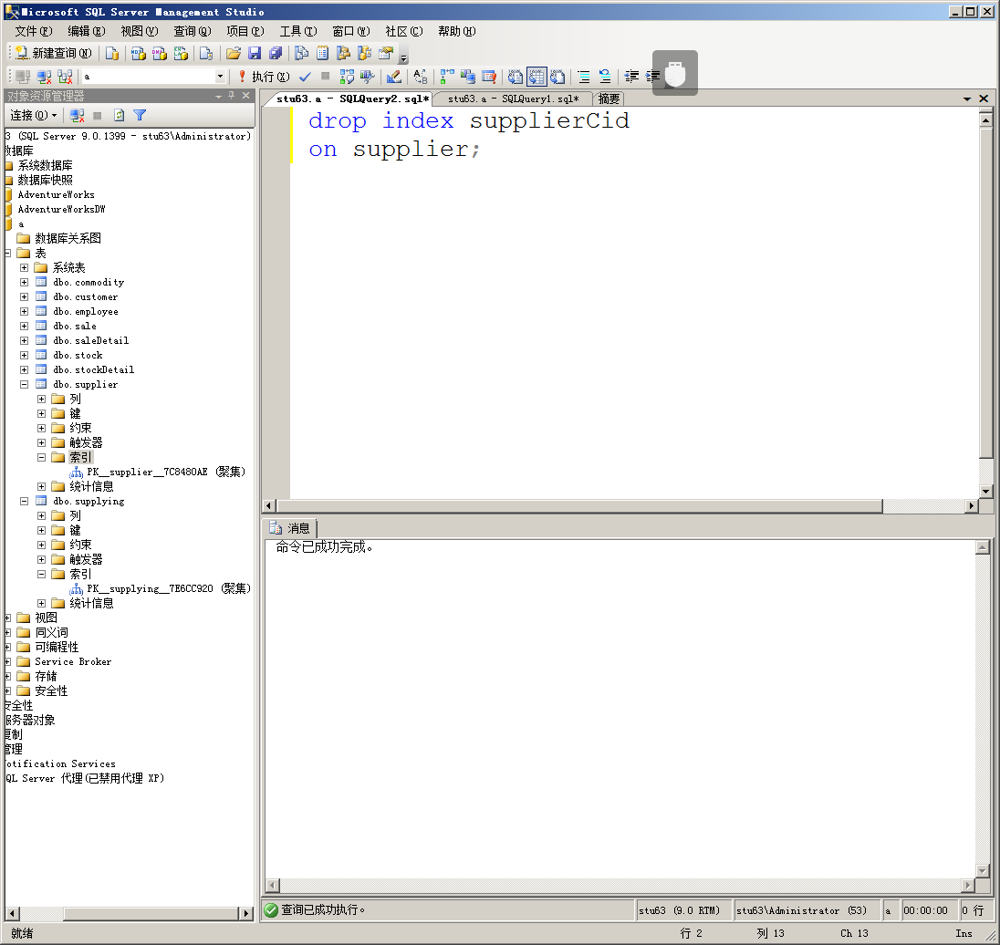 Microsoft SQL Server Management Studio
文件(F) 编辑(E) 视图(V) 查询(Q) 项目(P) 工具(T) 窗口(W) 社区(C) 帮助(H)
新建查询(N)
a 执行(X)
对象资源管理器
连接(O)
3 (SQL Server 9.0.1399 - stu63\Administrator)
数据库
系统数据库
数据库快照
AdventureWorks
AdventureWorksDW
a
数据库关系图
表
系统表
dbo.commodity
dbo.customer
dbo.employee
dbo.sale
dbo.saleDetail
dbo.stock
dbo.stockDetail
dbo.supplier
列
键
约束
触发器
索引
PK__supplier__7C8480AE (聚集)
统计信息
dbo.supplying
列
键
约束
触发器
索引
PK__supplying__7E6CC920 (聚集)
统计信息
视图
同义词
可编程性
Service Broker
存储
安全性
安全性
服务器对象
复制
管理
Notification Services
SQL Server 代理(已禁用代理 XP)
stu63.a - SQLQuery2.sql* stu63.a - SQLQuery1.sql* 摘要
drop index supplierCid
on supplier;
消息
命令已成功完成。
查询已成功执行。 stu63 (9.0 RTM) stu63\Administrator (53) a 00:00:00 0 行
就绪 行 2 列 13 Ch 13 Ins